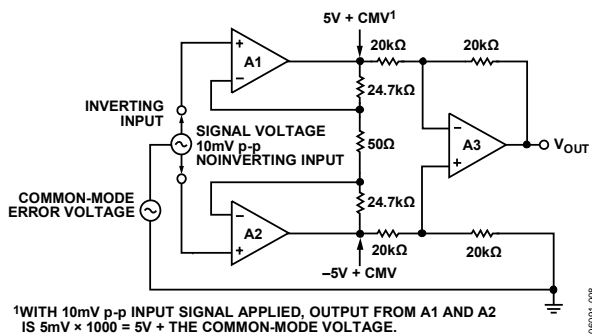 5V + CMV¹
20kΩ
20kΩ
A1
+
−
24.7kΩ
INVERTING
INPUT
SIGNAL VOLTAGE
10mV p-p
NOINVERTING INPUT
50Ω
−
+
A3
VOUT
COMMON-MODE
ERROR VOLTAGE
24.7kΩ
−
+
A2
20kΩ
20kΩ
–5V + CMV
¹WITH 10mV p-p INPUT SIGNAL APPLIED, OUTPUT FROM A1 AND A2
IS 5mV × 1000 = 5V + THE COMMON-MODE VOLTAGE.